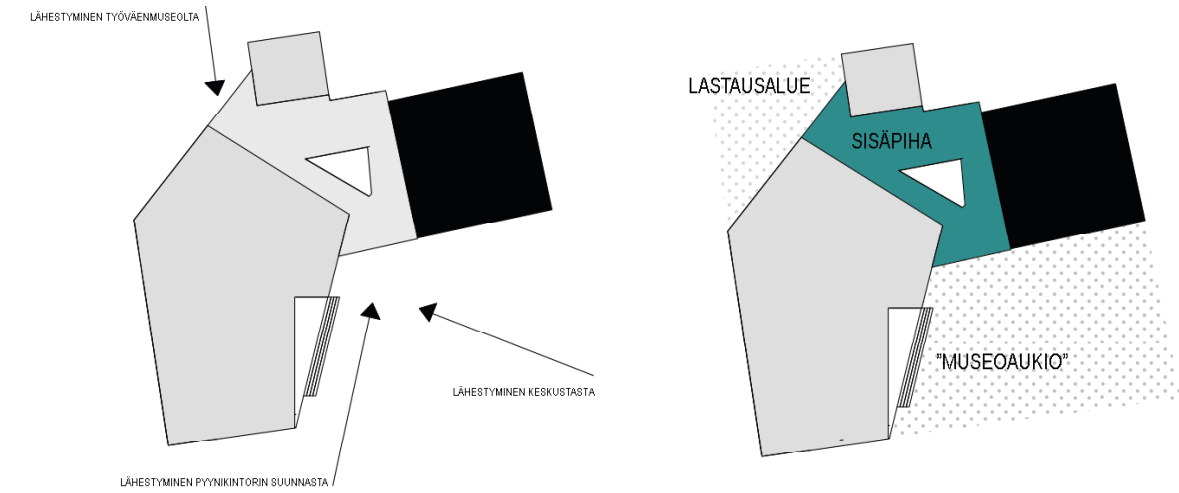 LÄHESTYMINEN TYÖVÄENMUSEOLTA
LÄHESTYMINEN KESKUSTASTA
LÄHESTYMINEN PYYNIKINTORIN SUUNNASTA
LASTAUSALUE
SISÄPIHA
"MUSEOAUKIO"